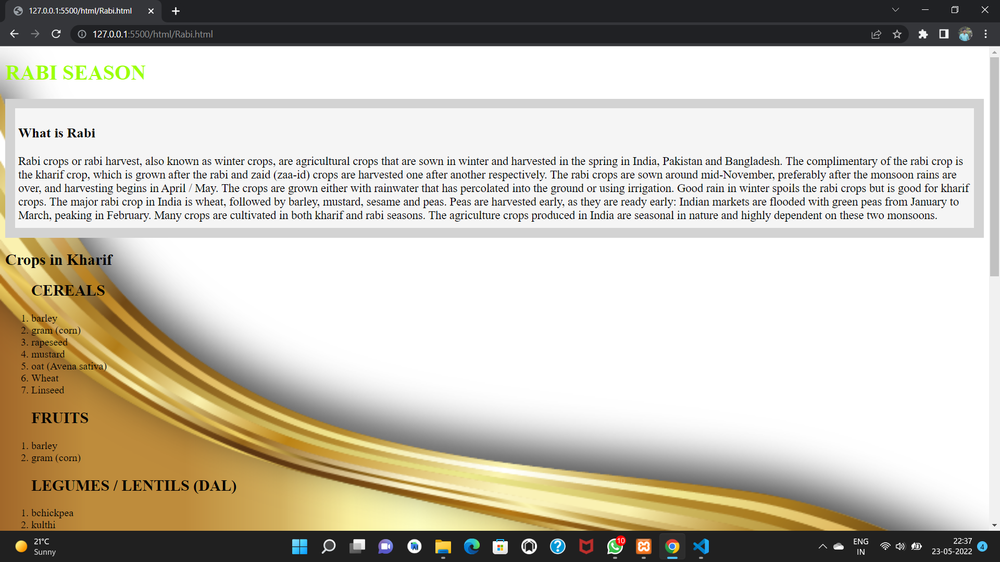 127.0.0.1:5500/html/Rabi.html
127.0.0.1:5500/html/Rabi.html
RABI SEASON
What is Rabi
Rabi crops or rabi harvest, also known as winter crops, are agricultural crops that are sown in winter and harvested in the spring in India, Pakistan and Bangladesh. The complimentary of the rabi crop is
the kharif crop, which is grown after the rabi and zaid (zaa-id) crops are harvested one after another respectively. The rabi crops are sown around mid-November, preferably after the monsoon rains are
over, and harvesting begins in April / May. The crops are grown either with rainwater that has percolated into the ground or using irrigation. Good rain in winter spoils the rabi crops but is good for kharif
crops. The major rabi crop in India is wheat, followed by barley, mustard, sesame and peas. Peas are harvested early, as they are ready early: Indian markets are flooded with green peas from January to
March, peaking in February. Many crops are cultivated in both kharif and rabi seasons. The agriculture crops produced in India are seasonal in nature and highly dependent on these two monsoons.
Crops in Kharif
CEREALS
1. barley
2. gram (corn)
3. rapeseed
4. mustard
5. oat (Avena sativa)
6. Wheat
7. Linseed
FRUITS
1. barley
2. gram (corn)
LEGUMES / LENTILS (DAL)
1. bchickpea
2. kulthi
21°C
Sunny
10
ENG
IN
22:37
23-05-2022
4